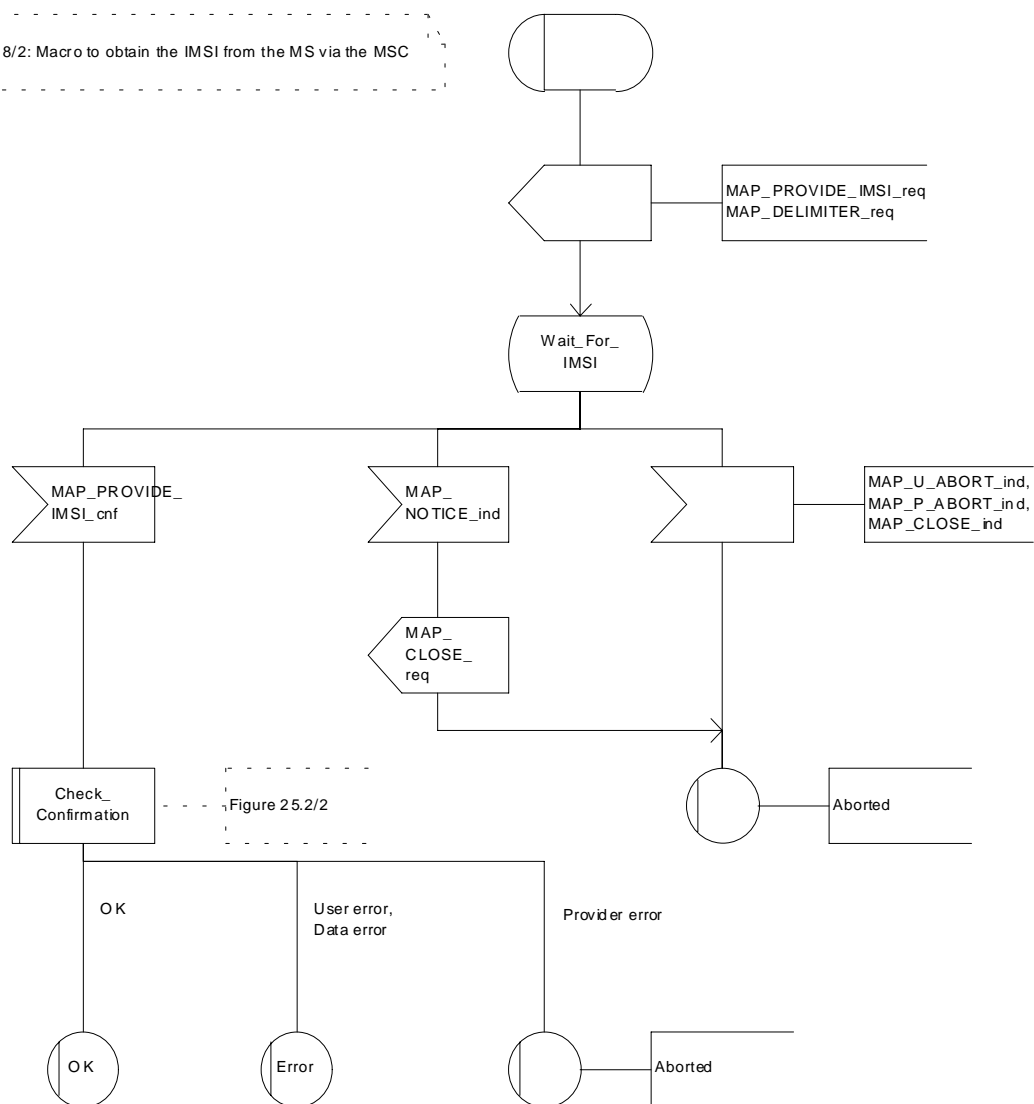 8/2: Macro to obtain the IMSI from the MS via the MSC
MAP_PROVIDE_IMSI_req
MAP_DELIMITER_req
Wait_For_
IMSI
MAP_PROVIDE_
IMSI_cnf
MAP_
NOTICE_ind
MAP_U_ABORT_ind,
MAP_P_ABORT_ind,
MAP_CLOSE_ind
MAP_
CLOSE_
req
Check_
Confirmation
Figure 25.2/2
Aborted
OK
User error,
Data error
Provider error
OK
Error
Aborted